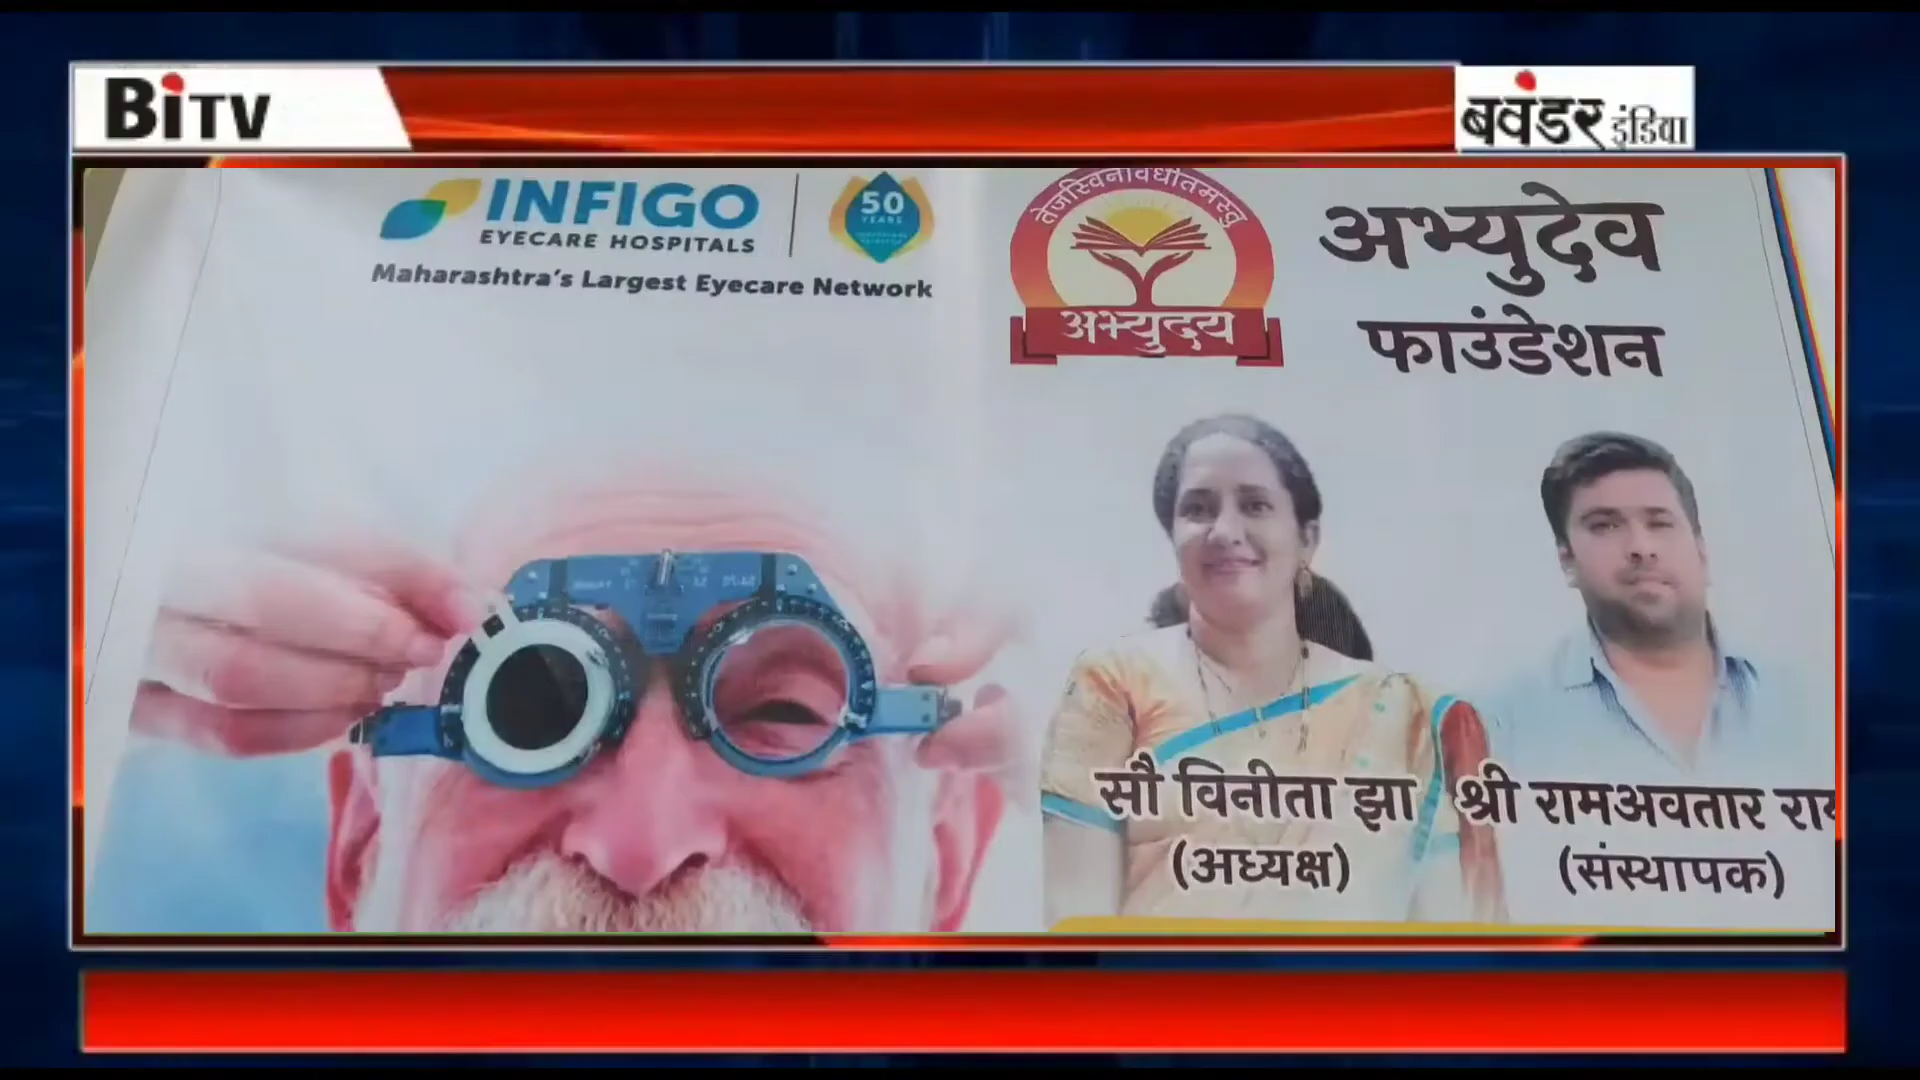 BiTV
बवंडर इंडिया
INFIGO
EYECARE HOSPITALS
50
YEARS
Maharashtra's Largest Eyecare Network
तेजस्विनावधीतमस्तु
अभ्युदय
अभ्युदेव
फाउंडेशन
सौ विनीता झा
(अध्यक्ष)
श्री रामअवतार
(संस्थापक)